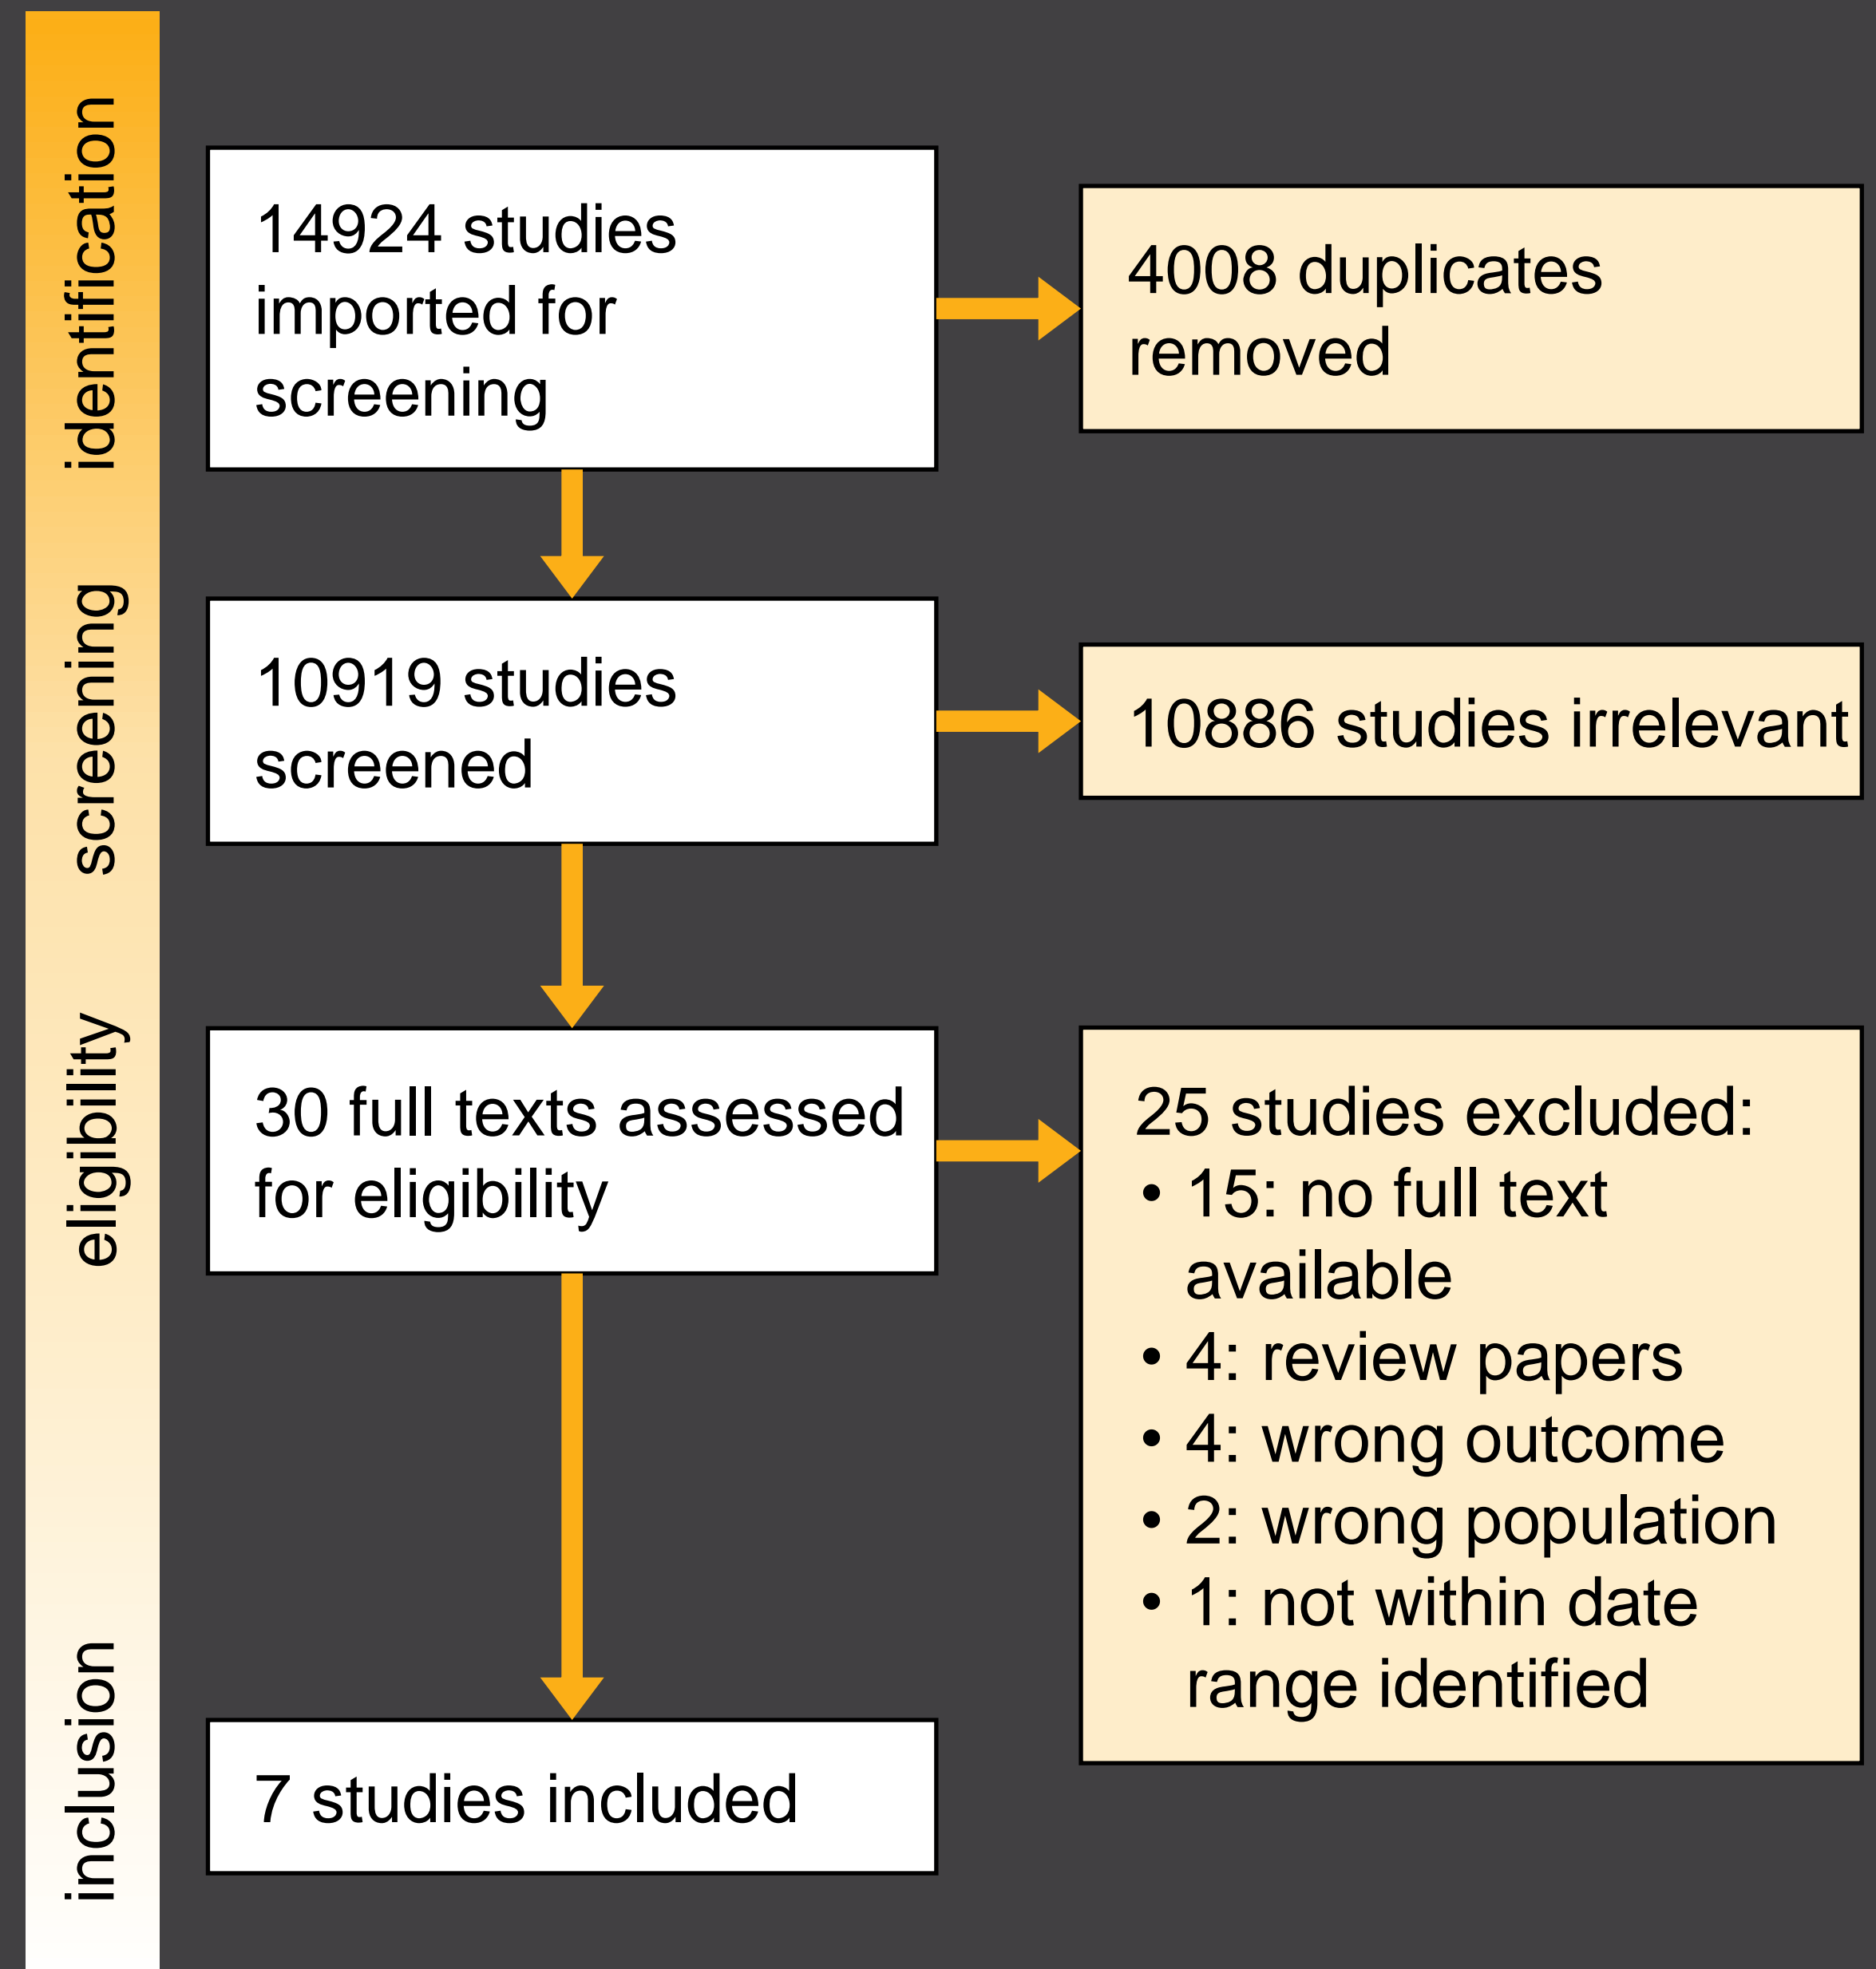 identification
14924 studies
imported for
screening
4008 duplicates
removed
screening
10919 studies
screened
10886 studies irrelevant
eligibility
30 full texts assessed
for eligibility
25 studies excluded:
• 15: no full text
available
• 4: review papers
• 4: wrong outcome
• 2: wrong population
• 1: not within date
range identified
inclusion
7 studies included